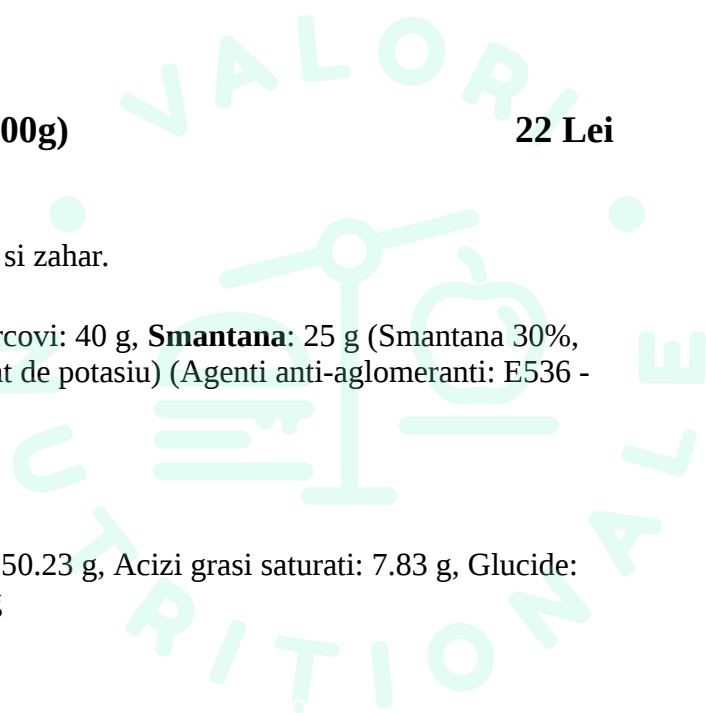 00g) 22 Lei
si zahar.
rcovi: 40 g, Smantana: 25 g (Smantana 30%,
t de potasiu) (Agenti anti-aglomeranti: E536 -
50.23 g, Acizi grasi saturati: 7.83 g, Glucide:
VALORI NUTRITIONALE